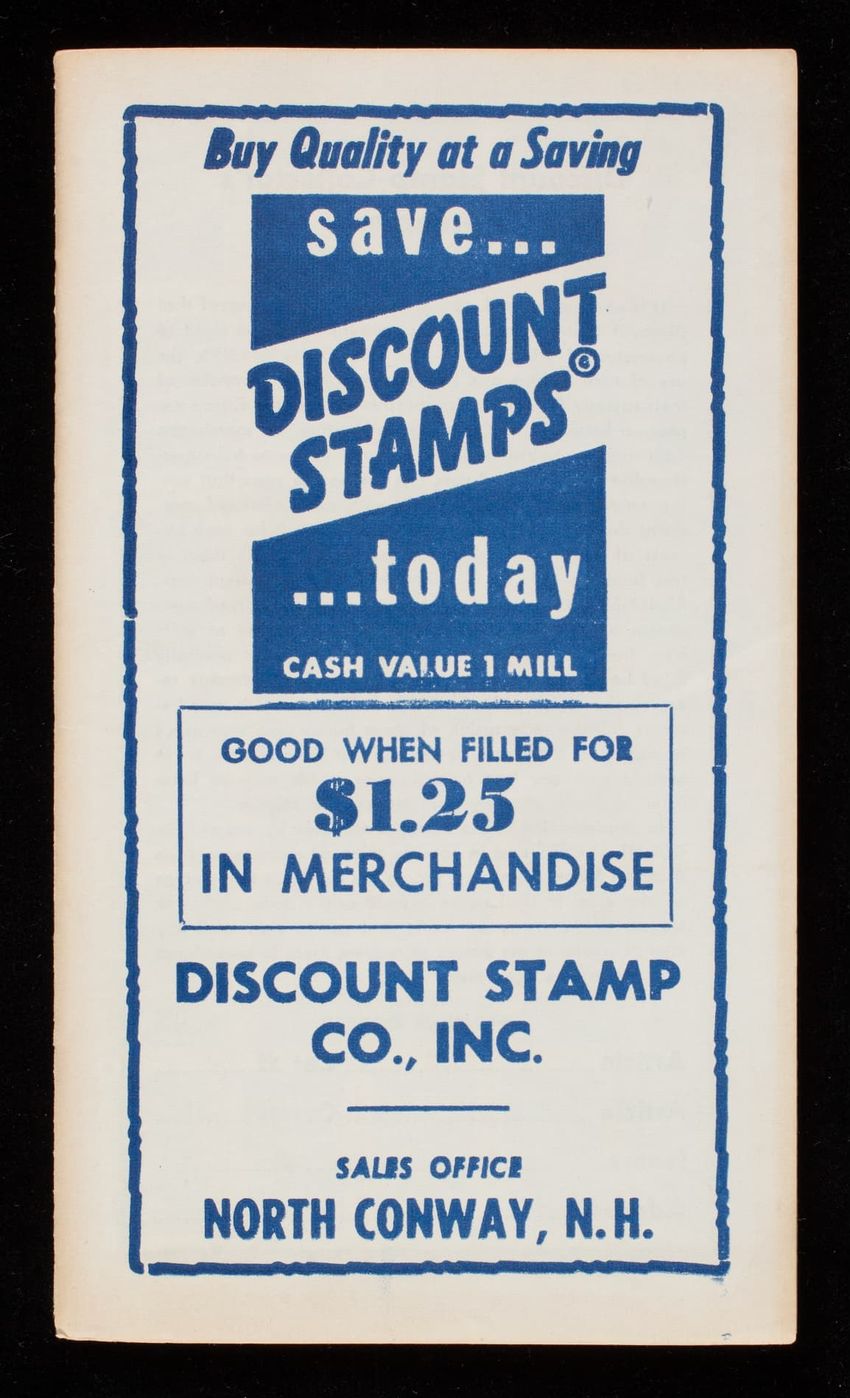 Buy Quality at a Saving
save...
DISCOUNT
STAMPS®
...today
CASH VALUE 1 MILL
GOOD WHEN FILLED FOR
$1.25
IN MERCHANDISE
DISCOUNT STAMP
CO., INC.
SALES OFFICE
NORTH CONWAY, N.H.